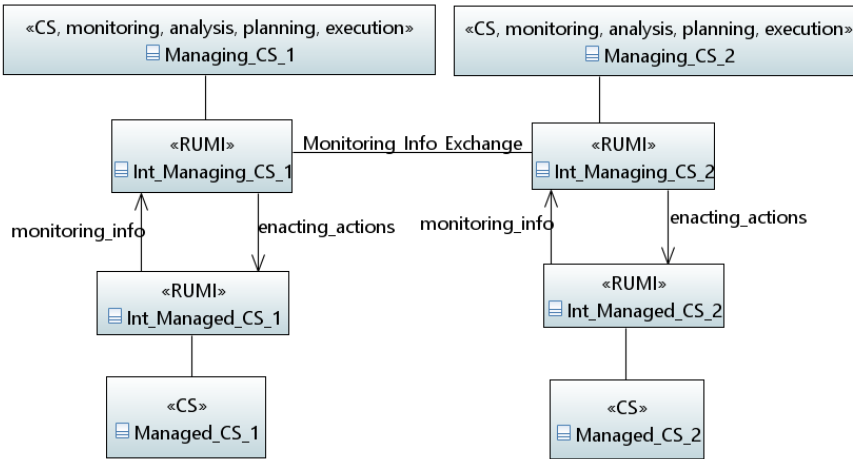 «CS, monitoring, analysis, planning, execution»
Managing_CS_1
«CS, monitoring, analysis, planning, execution»
Managing_CS_2
«RUMI»
Int_Managing_CS_1
Monitoring_Info_Exchange
«RUMI»
Int_Managing_CS_2
monitoring_info
enacting_actions
monitoring_info
enacting_actions
«RUMI»
Int_Managed_CS_1
«RUMI»
Int_Managed_CS_2
«CS»
Managed_CS_1
«CS»
Managed_CS_2